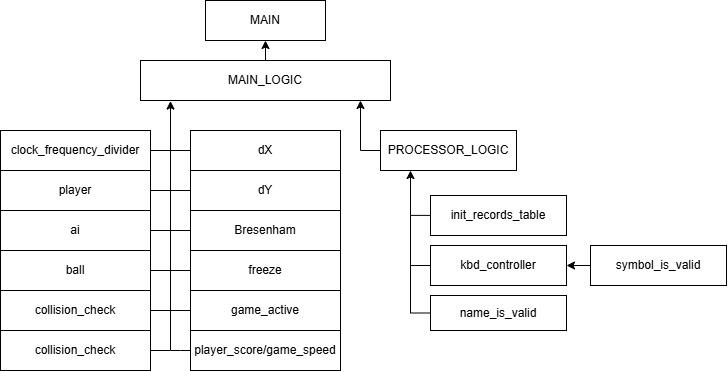 MAIN
MAIN_LOGIC
clock_frequency_divider
dX
PROCESSOR_LOGIC
player
dY
init_records_table
ai
Bresenham
ball
freeze
kbd_controller
symbol_is_valid
collision_check
game_active
name_is_valid
collision_check
player_score/game_speed